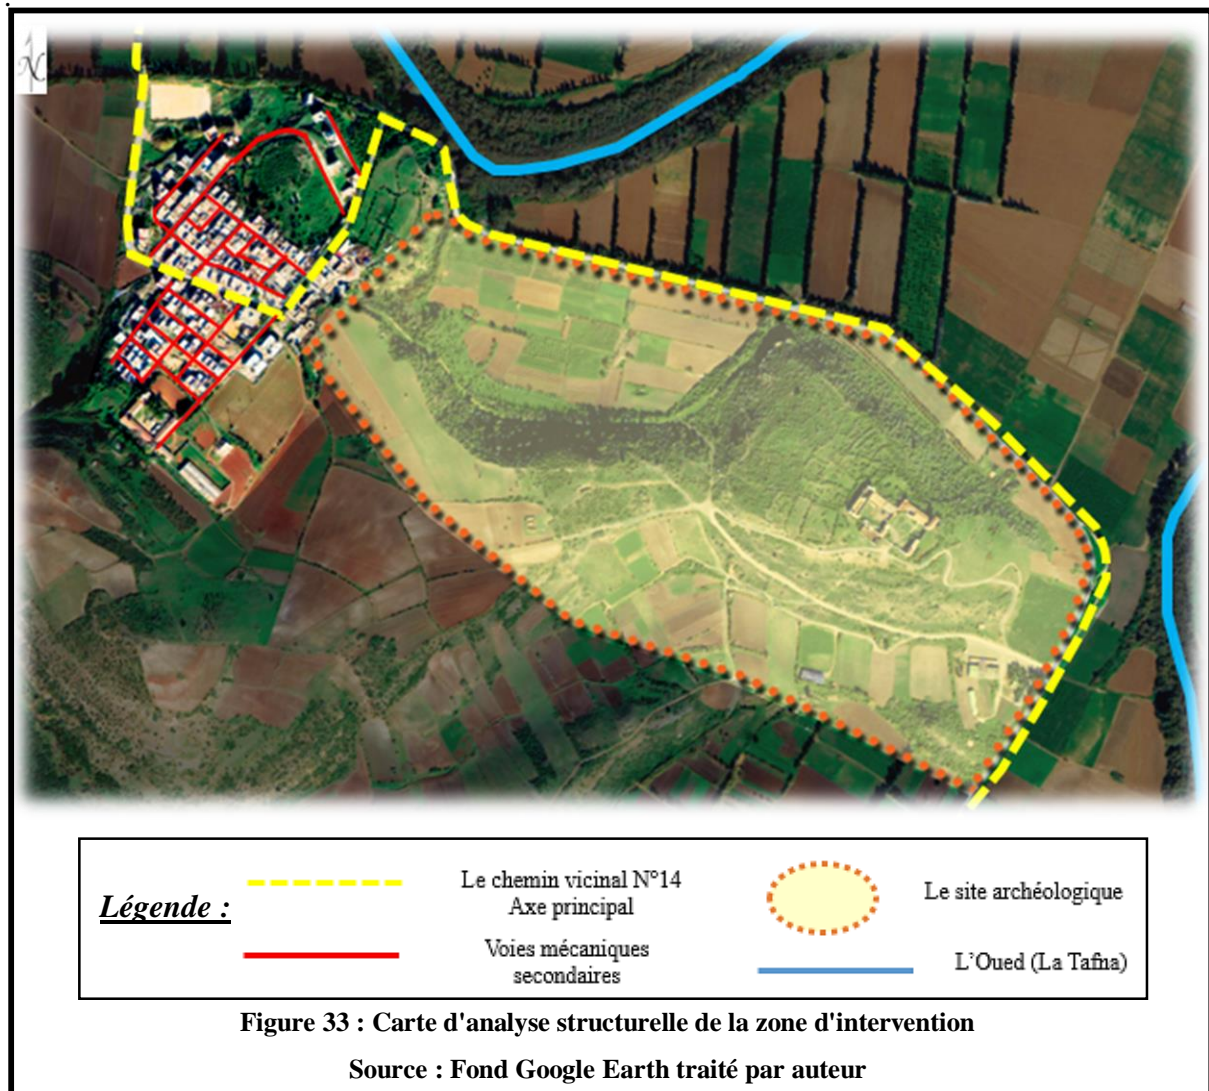 N
Légende :
Le chemin vicinal N°14
Axe principal
Voies mécaniques
secondaires
Le site archéologique
L'Oued (La Tafna)
Figure 33 : Carte d'analyse structurelle de la zone d'intervention
Source : Fond Google Earth traité par auteur